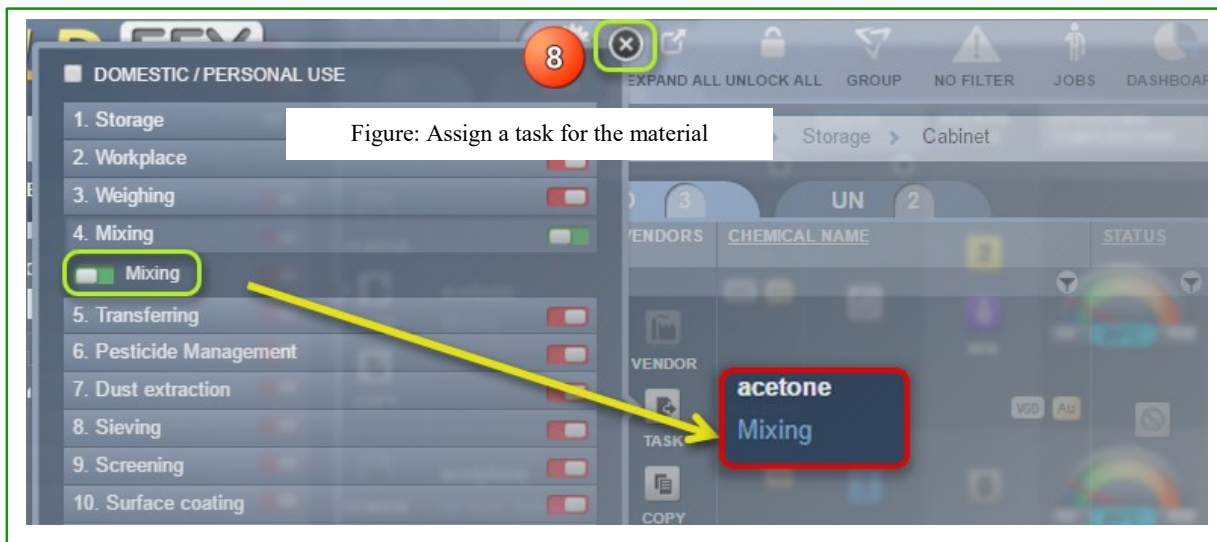 8
EXPAND ALL UNLOCK ALL GROUP NO FILTER JOBS DASHBOAR
DOMESTIC / PERSONAL USE
1. Storage
Figure: Assign a task for the material
Storage > Cabinet
2. Workplace
3. Weighing
3 UN 2
4. Mixing
VENDORS CHEMICAL NAME STATUS
Mixing
5. Transferring
6. Pesticide Management
VENDOR
7. Dust extraction
acetone
VGD Au
8. Sieving
TASK
Mixing
9. Screening
10. Surface coating
COPY